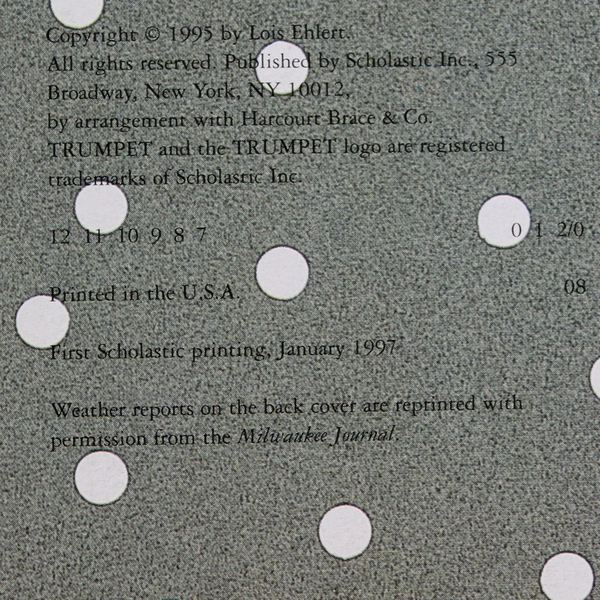 Copyright © 1995 by Lois Ehlert.
All rights reserved. Published by Scholastic Inc., 555
Broadway, New York, NY 10012,
by arrangement with Harcourt Brace & Co.
TRUMPET and the TRUMPET logo are registered
trademarks of Scholastic Inc.
12 11 10 9 8 7 0 1 2/0
Printed in the U.S.A. 08
First Scholastic printing, January 1997
Weather reports on the back cover are reprinted with
permission from the Milwaukee Journal.